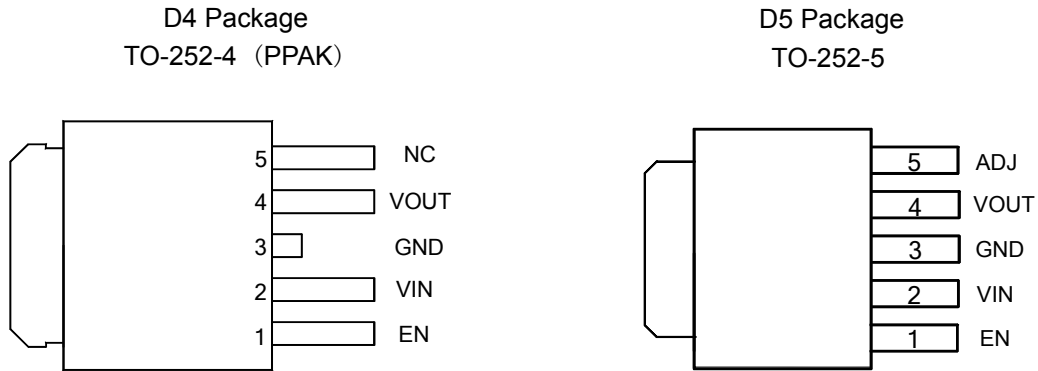 D4 Package
TO-252-4（PPAK）
5 NC
4 VOUT
3 GND
2 VIN
1 EN
D5 Package
TO-252-5
5 ADJ
4 VOUT
3 GND
2 VIN
1 EN